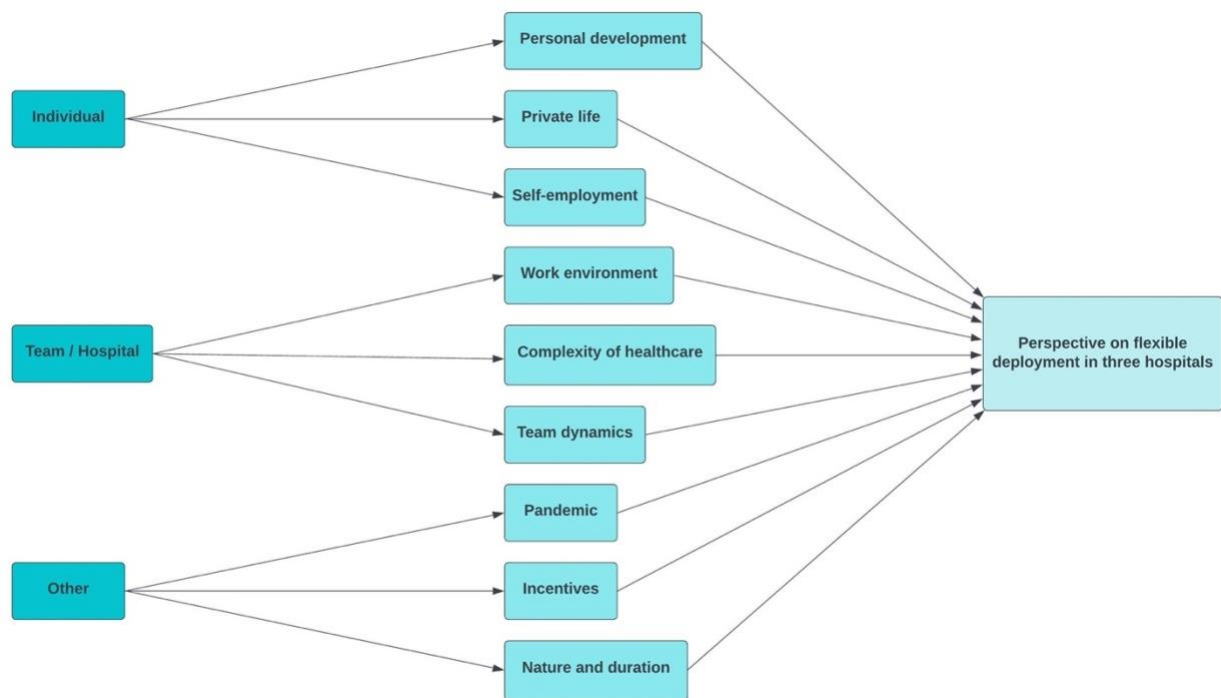 Individual
Personal development
Private life
Self-employment
Team / Hospital
Work environment
Complexity of healthcare
Team dynamics
Other
Pandemic
Incentives
Nature and duration
Perspective on flexible
deployment in three hospitals